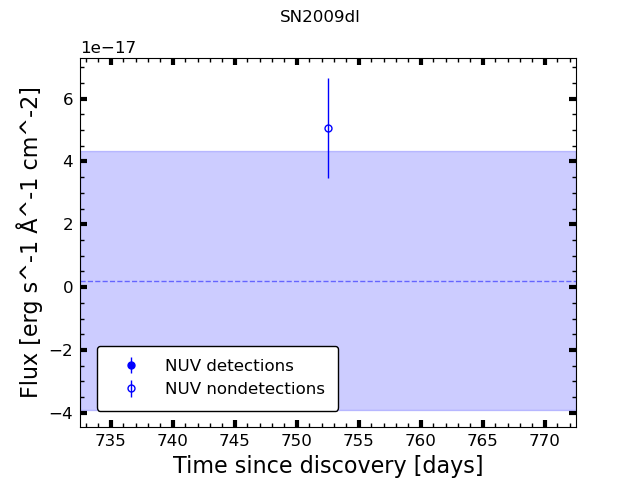 SN2009dl
1e−17
6
4
2
0
−2
−4
Flux [erg s^-1 Å^-1 cm^-2]
NUV detections
NUV nondetections
735 740 745 750 755 760 765 770
Time since discovery [days]